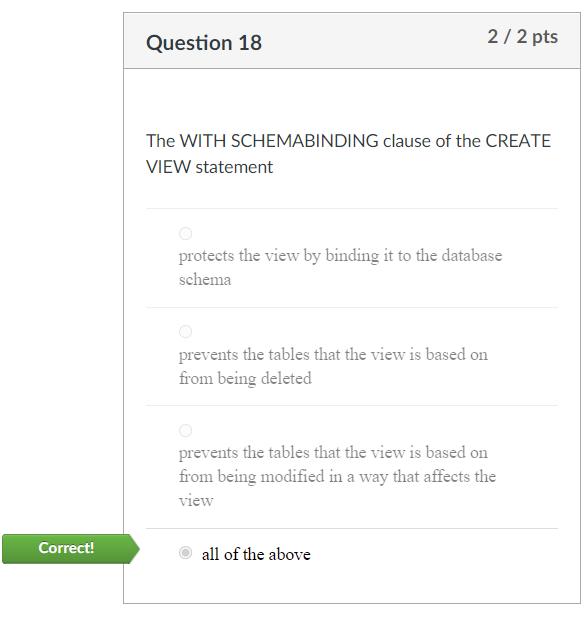 Question 18
2 / 2 pts
The WITH SCHEMABINDING clause of the CREATE
VIEW statement
protects the view by binding it to the database
schema
prevents the tables that the view is based on
from being deleted
prevents the tables that the view is based on
from being modified in a way that affects the
view
Correct!
all of the above